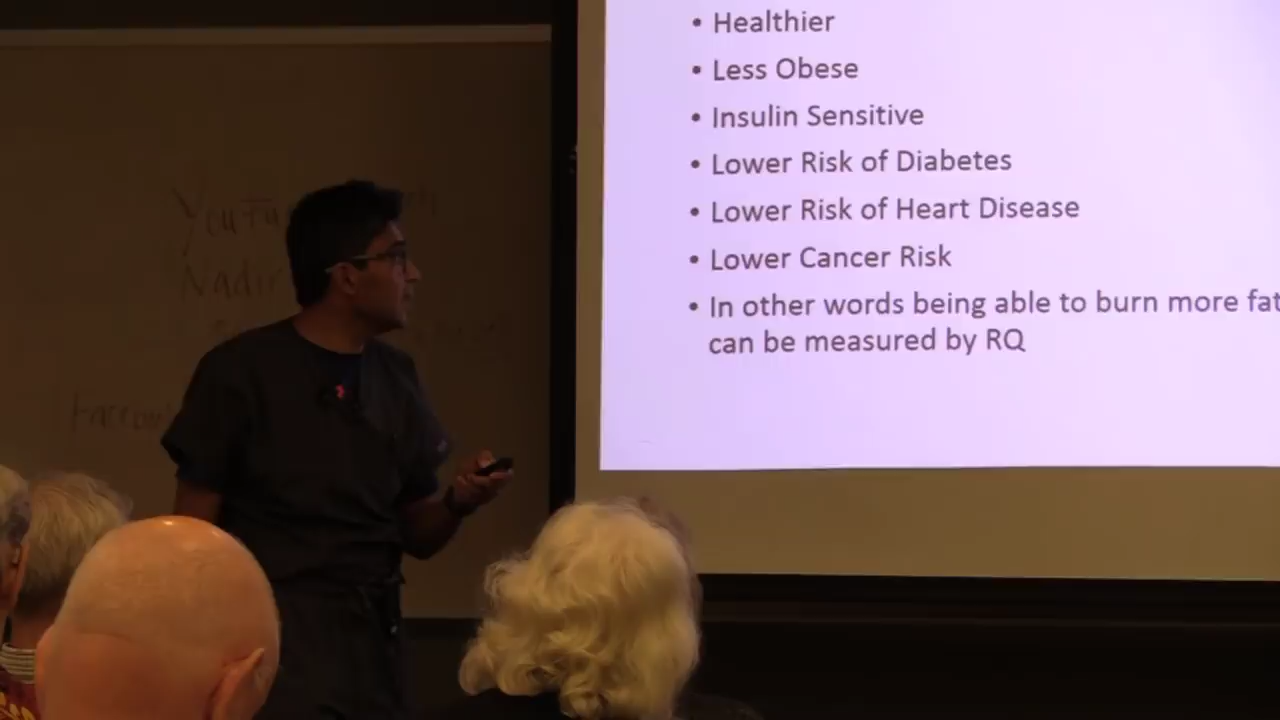 • Healthier
• Less Obese
• Insulin Sensitive
• Lower Risk of Diabetes
• Lower Risk of Heart Disease
• Lower Cancer Risk
• In other words being able to burn more fat
can be measured by RQ
Nadir